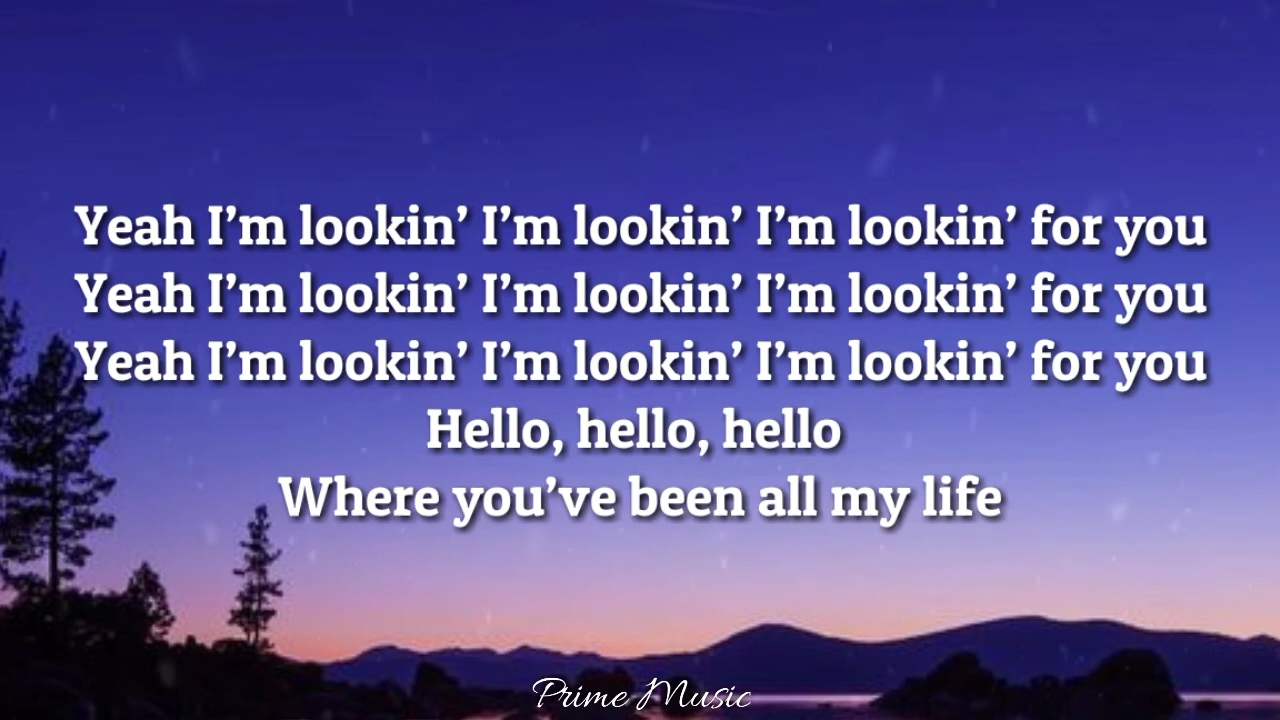 Yeah I’m lookin’ I’m lookin’ I’m lookin’ for you
Yeah I’m lookin’ I’m lookin’ I’m lookin’ for you
Yeah I’m lookin’ I’m lookin’ I’m lookin’ for you
Hello, hello, hello
Where you’ve been all my life
Prime Music